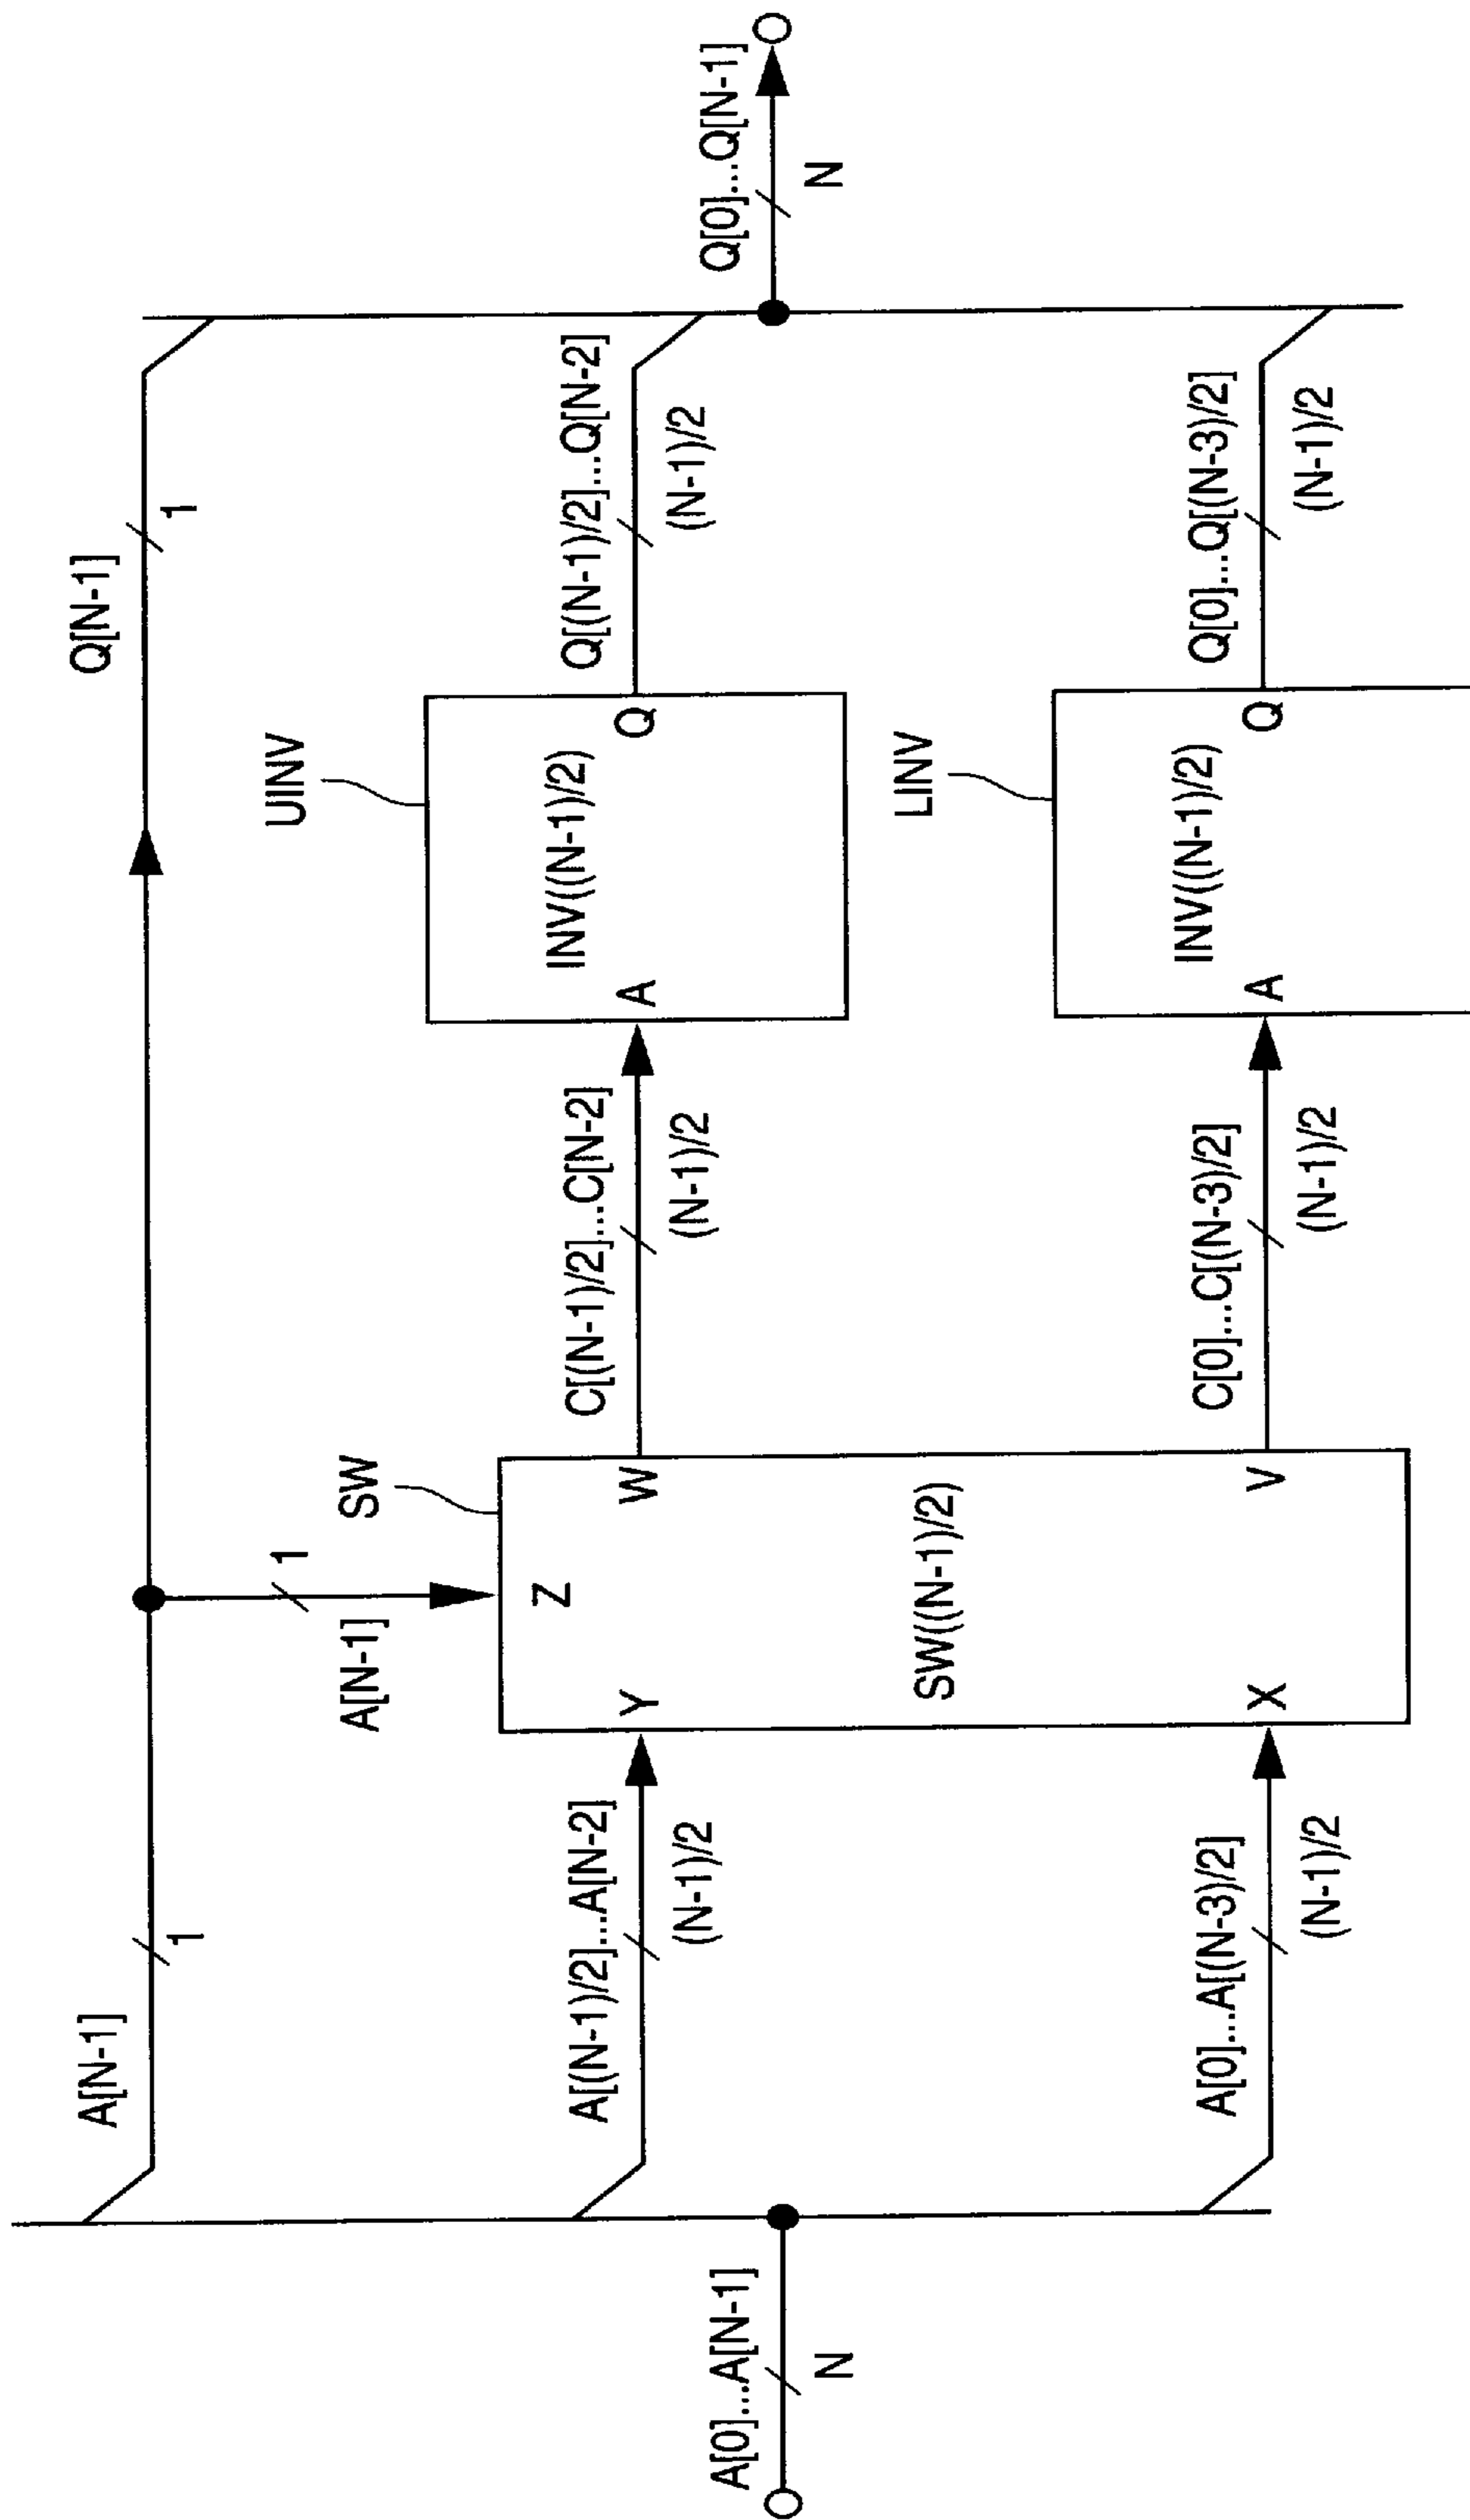 A[0]...A[N-1]
N
A[N-1]
1
A[(N-1)/2]...A[N-2]
(N-1)/2
A[0]...A[(N-3)/2]
(N-1)/2
A[N-1]
1
SW
Z
Y
W
SW((N-1)/2)
X
V
C[(N-1)/2]...C[N-2]
(N-1)/2
C[0]...C[(N-3)/2]
(N-1)/2
UINV
INV((N-1)/2)
A
Q
LINV
INV((N-1)/2)
A
Q
Q[N-1]
1
Q[(N-1)/2]...Q[N-2]
(N-1)/2
Q[0]...Q[(N-3)/2]
(N-1)/2
Q[0]...Q[N-1]
N